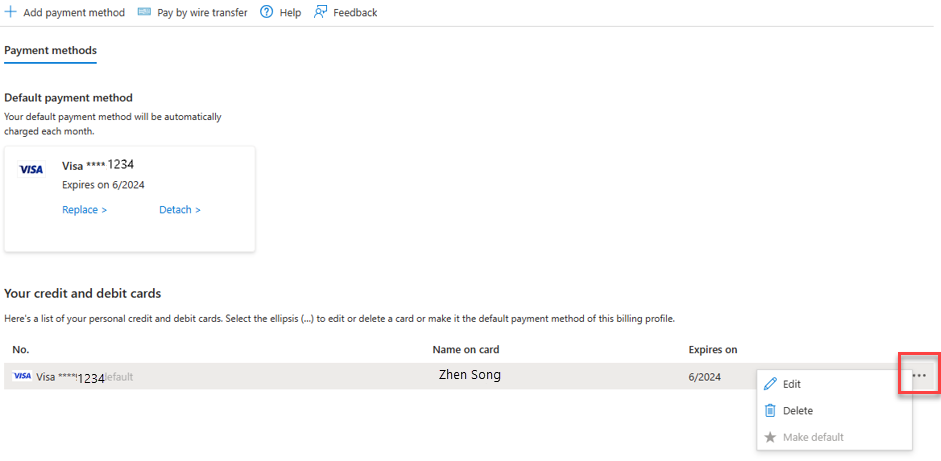 Add payment method Pay by wire transfer Help Feedback
Payment methods
Default payment method
Your default payment method will be automatically
charged each month.
VISA Visa **** 1234
Expires on 6/2024
Replace > Detach >
Your credit and debit cards
Here's a list of your personal credit and debit cards. Select the ellipsis (...) to edit or delete a card or make it the default payment method of this billing profile.
No. Name on card Expires on
VISA Visa **** 1234 default Zhen Song 6/2024 ...
Edit
Delete
Make default